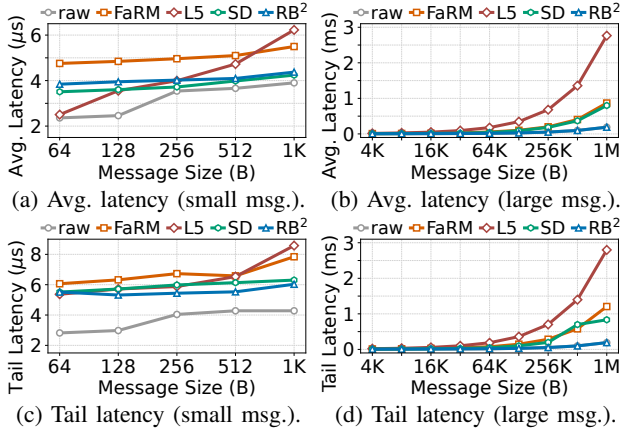 raw FaRM L5 SD RB²
raw FaRM L5 SD RB²
Avg. Latency (μs)
6
4
2
64 128 256 512 1K
Message Size (B)
Avg. Latency (ms)
3
2
1
0
4K 16K 64K 256K 1M
Message Size (B)
(a) Avg. latency (small msg.).
(b) Avg. latency (large msg.).
raw FaRM L5 SD RB²
raw FaRM L5 SD RB²
Tail Latency (μs)
8
6
4
2
64 128 256 512 1K
Message Size (B)
Tail Latency (ms)
3
2
1
0
4K 16K 64K 256K 1M
Message Size (B)
(c) Tail latency (small msg.).
(d) Tail latency (large msg.).